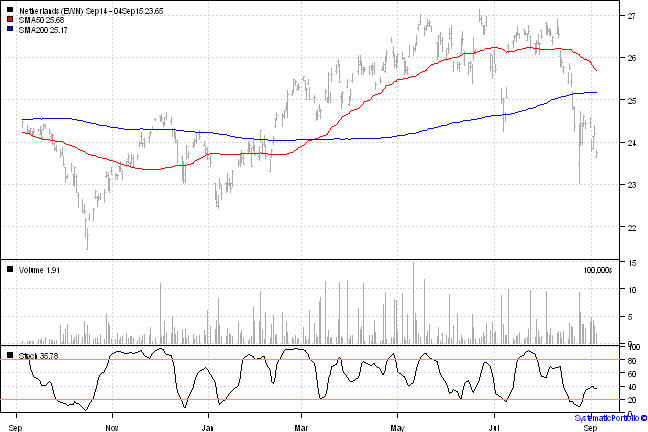 Netherlands (EWN) Sep14 - 04Sep15 23.65
SMA50 25.68
SMA200 25.17
27
26
25
24
23
22
Volume 1.91
100,000s
15
10
5
0
Stoch 35.78
100
80
60
40
20
0
Sep
Nov
Jan
Mar
May
Jul
Sep
SystematicPortfolio ©